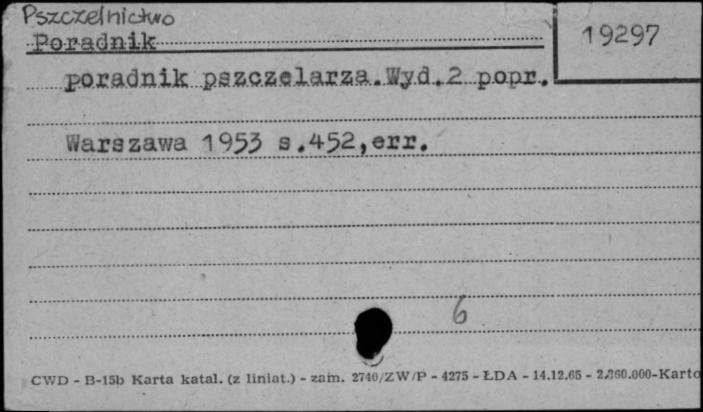 Pszczelnictwo
Poradnik
19297
poradnik pszczelarza.Wyd.2 popr.
Warszawa 1953 s.452,err.
6
CWD - B-15b Karta katal. (z liniat.) - zam. 2740/ZW/P - 4275 - ŁDA - 14.12.65 - 2.260.000-Karto